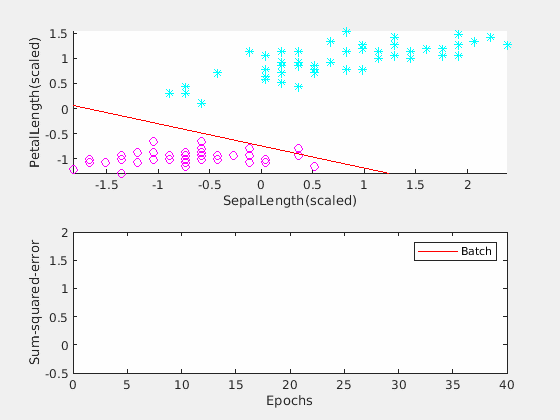 1.5
1
0.5
0
-0.5
-1
PetalLength(scaled)
-1.5 -1 -0.5 0 0.5 1 1.5 2
SepalLength(scaled)
2
1.5
1
0.5
0
-0.5
Sum-squared-error
Batch
0 5 10 15 20 25 30 35 40
Epochs